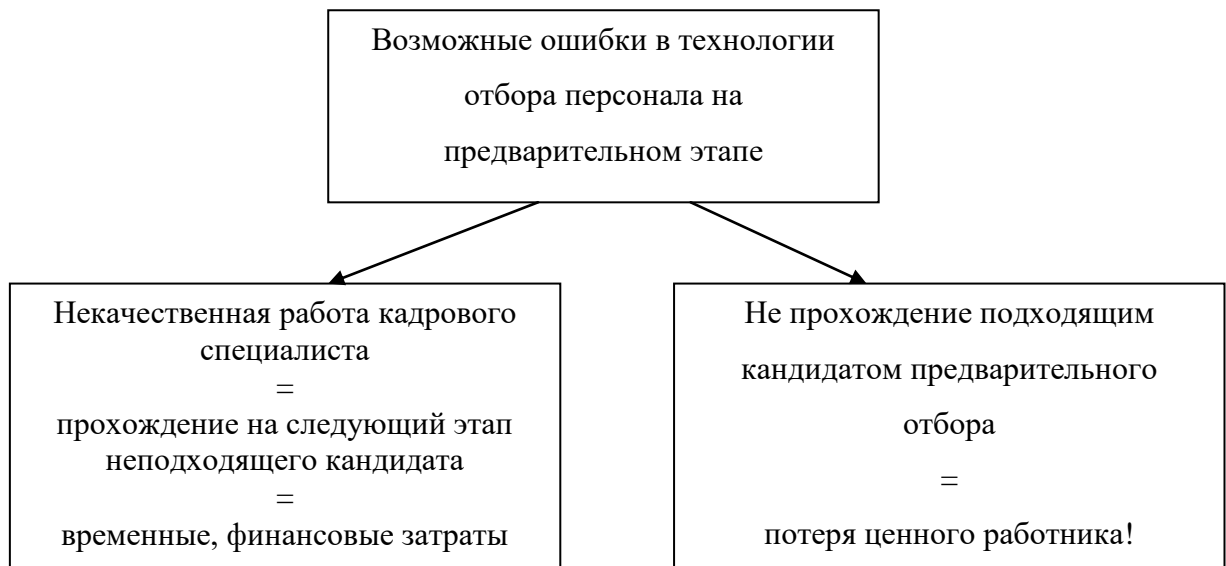 Возможные ошибки в технологии
отбора персонала на
предварительном этапе
Некачественная работа кадрового
специалиста
=
прохождение на следующий этап
неподходящего кандидата
=
временные, финансовые затраты
Не прохождение подходящим
кандидатом предварительного
отбора
=
потеря ценного работника!